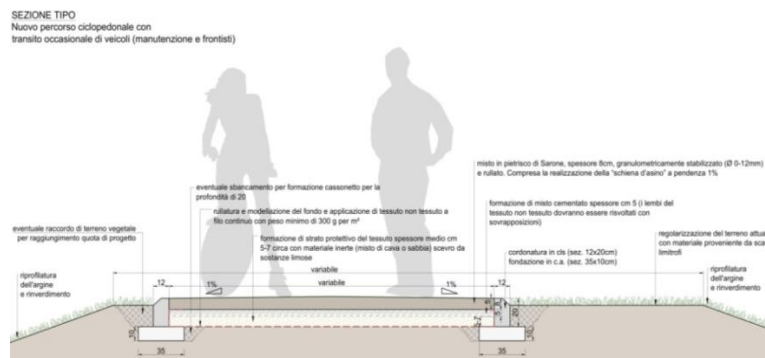 SEZIONE TIPO
Nuovo percorso ciclopedonale con
transito occasionale di veicoli (manutenzione e frontisti)
misto in pietrisco di Sarone, spessore 8cm, granulometricamente stabilizzato (Ø 0-12mm)
e rullato. Compresa la realizzazione della "schiena d'asino" a pendenza 1%
eventuale sbancamento per formazione cassonetto per la
profondità di 20
formazione di misto cementato spessore cm 5 (i lembi del
tessuto non tessuto dovranno essere risvoltati con
sovrapposizioni)
rullatura e modellazione del fondo e applicazione di tessuto non tessuto a
filo continuo con peso minimo di 300 g per m²
eventuale raccordo di terreno vegetale
per raggiungimento quota di progetto
regolarizzazione del terreno attua
con materiale proveniente da sca
limitrofi
formazione di strato protettivo del tessuto spessore medio cm
5-7 circa con materiale inerte (misto di cava o sabbia) scevro da
sostanze limose
cordonatura in cls (sez. 12x20cm)
fondazione in c.a. (sez. 35x10cm)
riprofilatura
dell'argine
e rinverdimento
variabile
variabile
riprofilatura
dell'argine
e rinverdimento
12
1%
1%
12
5
8
5
20
5-7
10
10
35
35